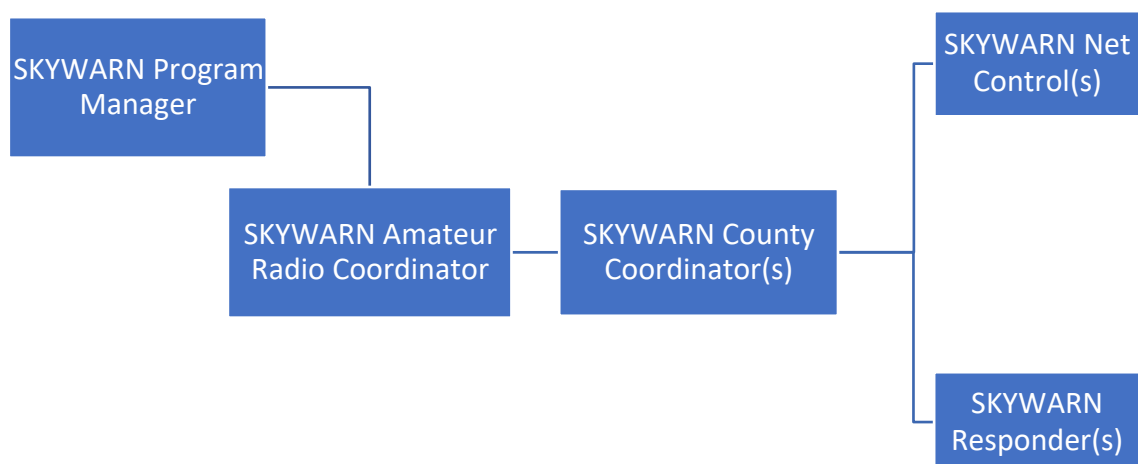 SKYWARN Program
Manager
SKYWARN Amateur
Radio Coordinator
SKYWARN County
Coordinator(s)
SKYWARN Net
Control(s)
SKYWARN
Responder(s)